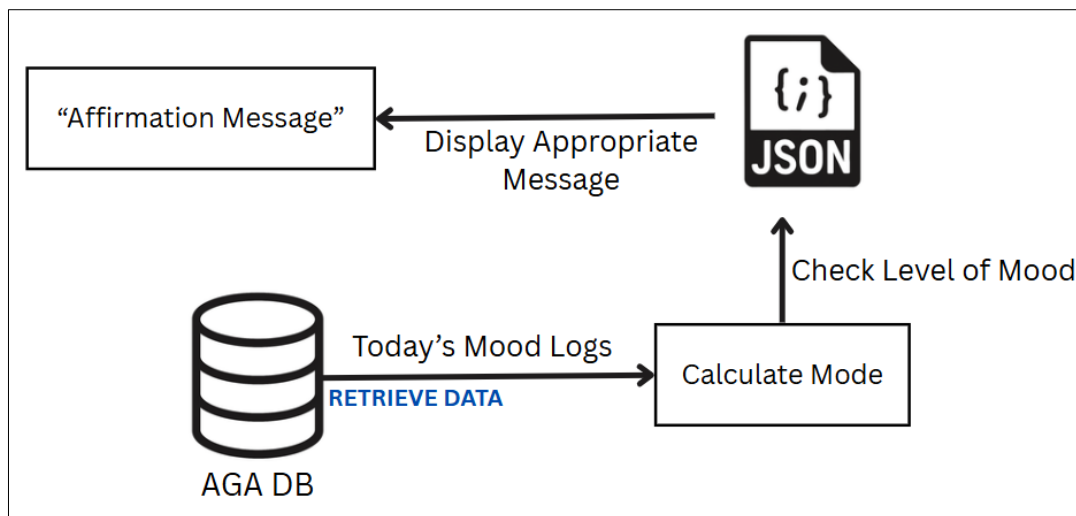 “Affirmation Message”
Display Appropriate
Message
{;}
JSON
Check Level of Mood
Today’s Mood Logs
RETRIEVE DATA
Calculate Mode
AGA DB